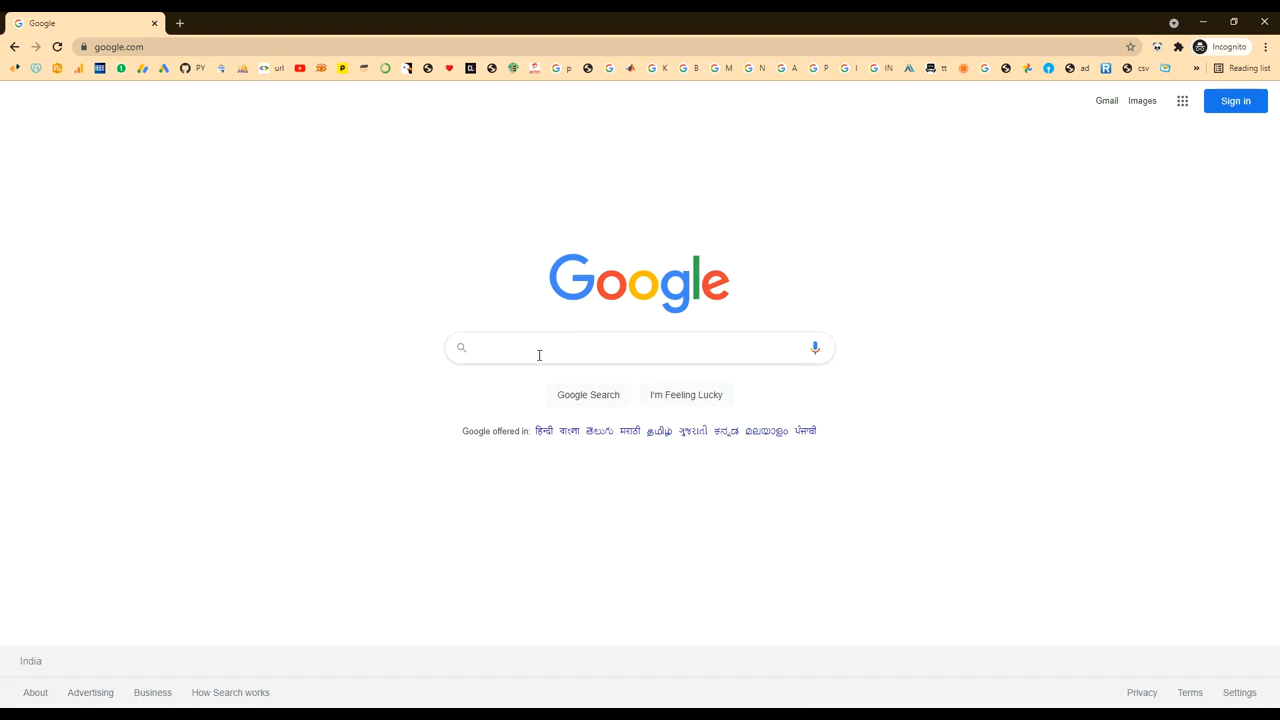 Google
google.com
Incognito
PY url p K B M N A P I IN tt ad csv Reading list
Gmail Images Sign in
Google
Google Search I'm Feeling Lucky
Google offered in: हिन्दी বাংলা తెలుగు मराठी தமிழ் ગુજરાતી ಕನ್ನಡ മലയാളം ਪੰਜਾਬੀ
India
About Advertising Business How Search works Privacy Terms Settings